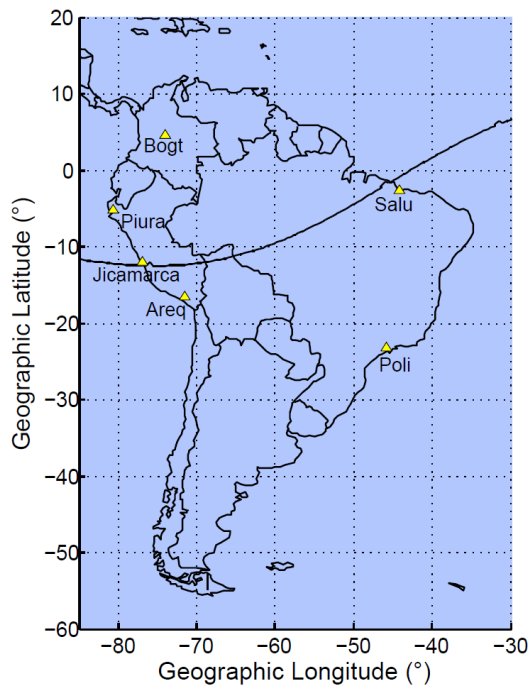 20
10
0
−10
−20
−30
−40
−50
−60
Geographic Latitude (°)
Bogt
Piura
Salu
Jicamarca
Areq
Poli
−80 −70 −60 −50 −40 −30
Geographic Longitude (°)